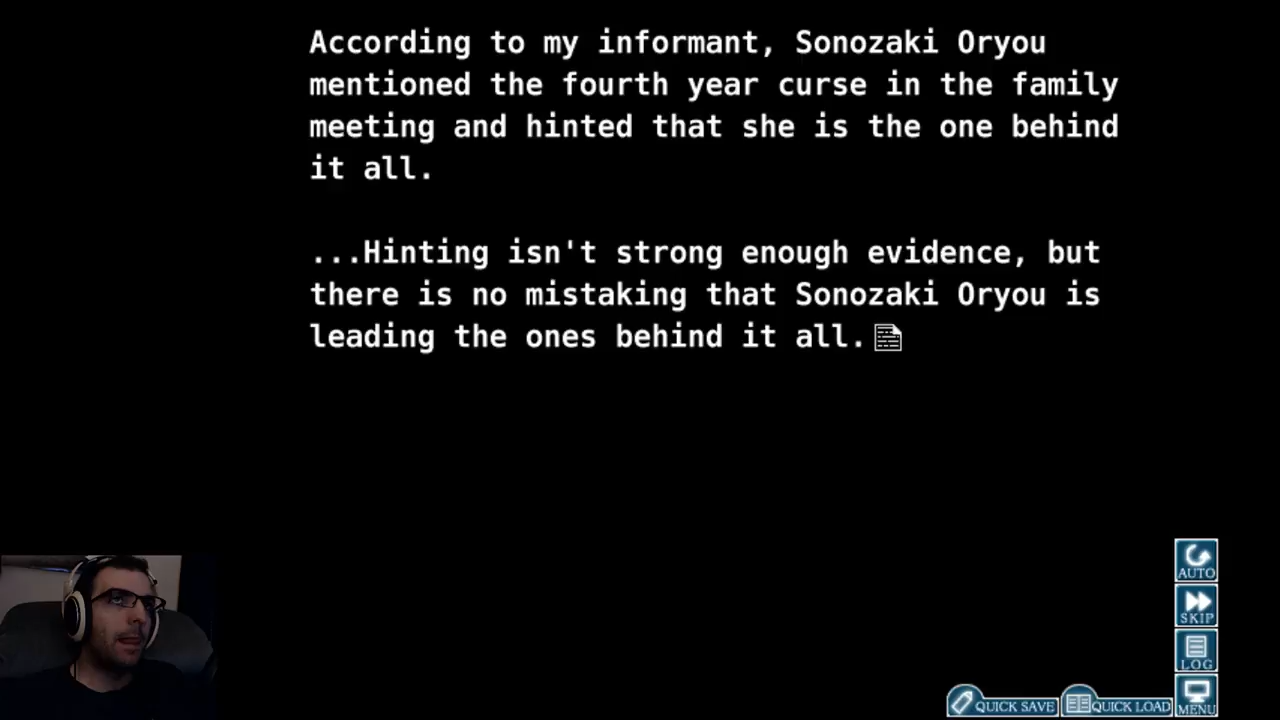 According to my informant, Sonozaki Oryou
mentioned the fourth year curse in the family
meeting and hinted that she is the one behind
it all.
...Hinting isn't strong enough evidence, but
there is no mistaking that Sonozaki Oryou is
leading the ones behind it all.
AUTO
SKIP
LOG
QUICK SAVE
QUICK LOAD
MENU